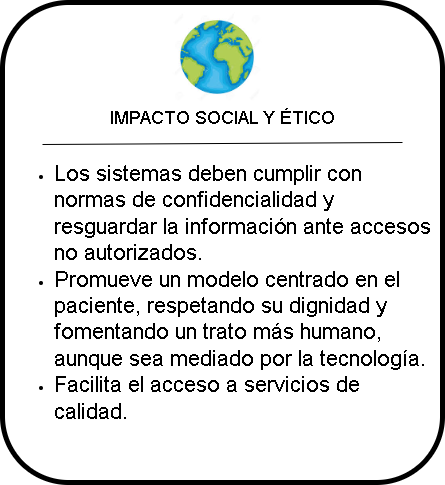 IMPACTO SOCIAL Y ÉTICO
• Los sistemas deben cumplir con
normas de confidencialidad y
resguardar la información ante accesos
no autorizados.
• Promueve un modelo centrado en el
paciente, respetando su dignidad y
fomentando un trato más humano,
aunque sea mediado por la tecnología.
• Facilita el acceso a servicios de
calidad.